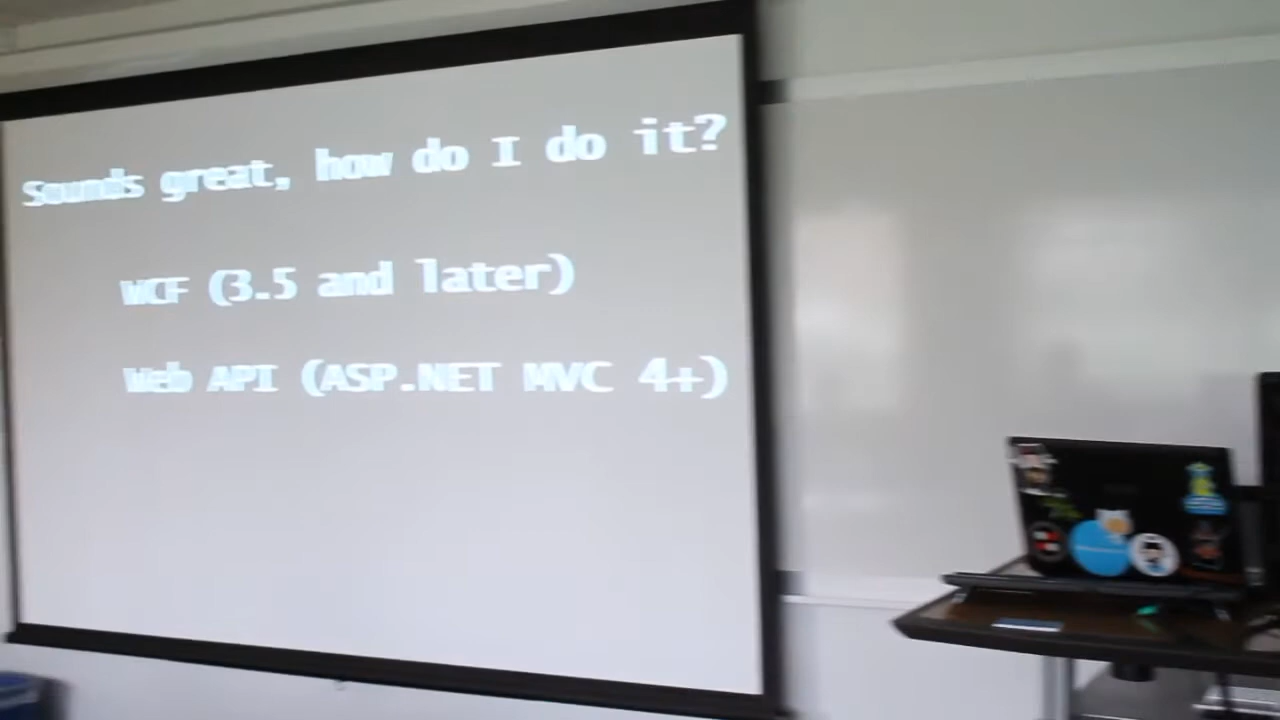 Sounds great, how do I do it?
WCF (3.5 and later)
Web API (ASP.NET MVC 4+)